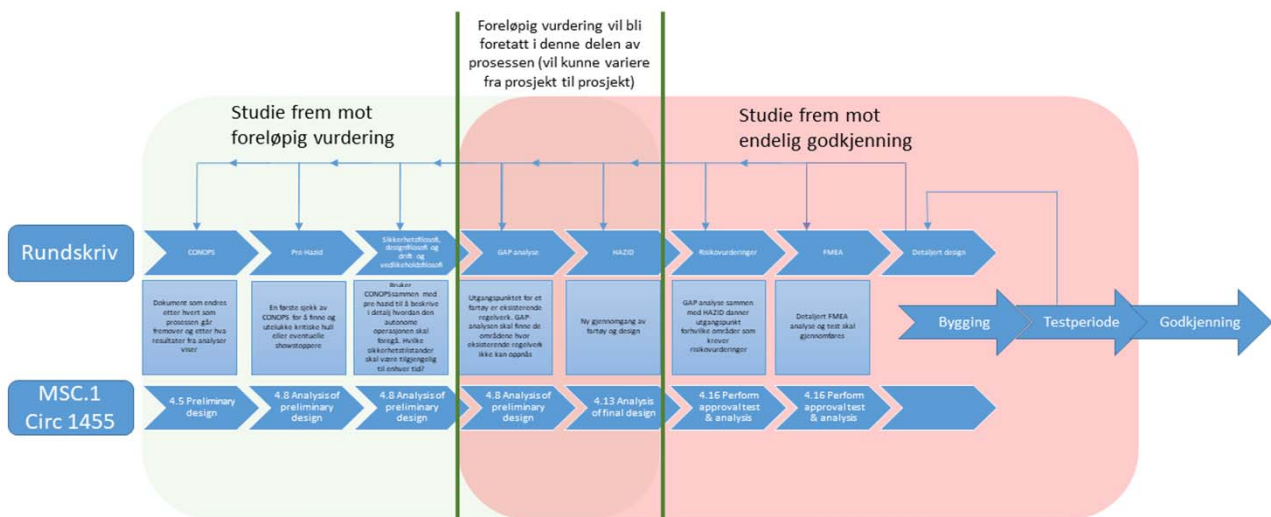 Foreløpig vurdering vil bli
foretatt i denne delen av
prosessen (vil kunne variere
fra prosjekt til prosjekt)
Studie frem mot
foreløpig vurdering
Studie frem mot
endelig godkjenning
Rundskriv
CONOPS
Pre-Hazid
Sikkerhetsfilosofi,
designfilosofi og
drift og
vedlikeholdsfilosofi
GAP analyse
HAZID
Risikovurderinger
FMEA
Detaljert design
Dokument som endres
etter hvert som
prosessen går
fremover og etter hva
resultater fra analyser
viser
En første sjekk av
CONOPS for å finne og
utelukke kritiske hull
eller eventuelle
showstoppere
Bruker
CONOPSsammen med
pre hazid til å beskrive
i detalj hvordan den
autonome
operasjonen skal
foregå. Hvilke
sikkerhetstilstander
skal være tilgjengelig
til enhver tid?
Utgangspunktet for et
fartøy er eksisterende
regelverk. GAP
analysen skal finne de
områdene hvor
eksisterende regelverk
ikke kan oppnås
Ny gjennomgang av
fartøy og design
GAP analyse sammen
med HAZID danner
utgangspunkt
forhvilke områder som
krever
risikovurderinger
Detaljert FMEA
analyse og test skal
gjennomføres
Bygging
Testperiode
Godkjenning
MSC.1
Circ 1455
4.5 Preliminary
design
4.8 Analysis of
preliminary
design
4.8 Analysis of
preliminary
design
4.8 Analysis of
preliminary
design
4.13 Analysis
of final design
4.16 Perform
approval test
& analysis
4.16 Perform
approval test
& analysis